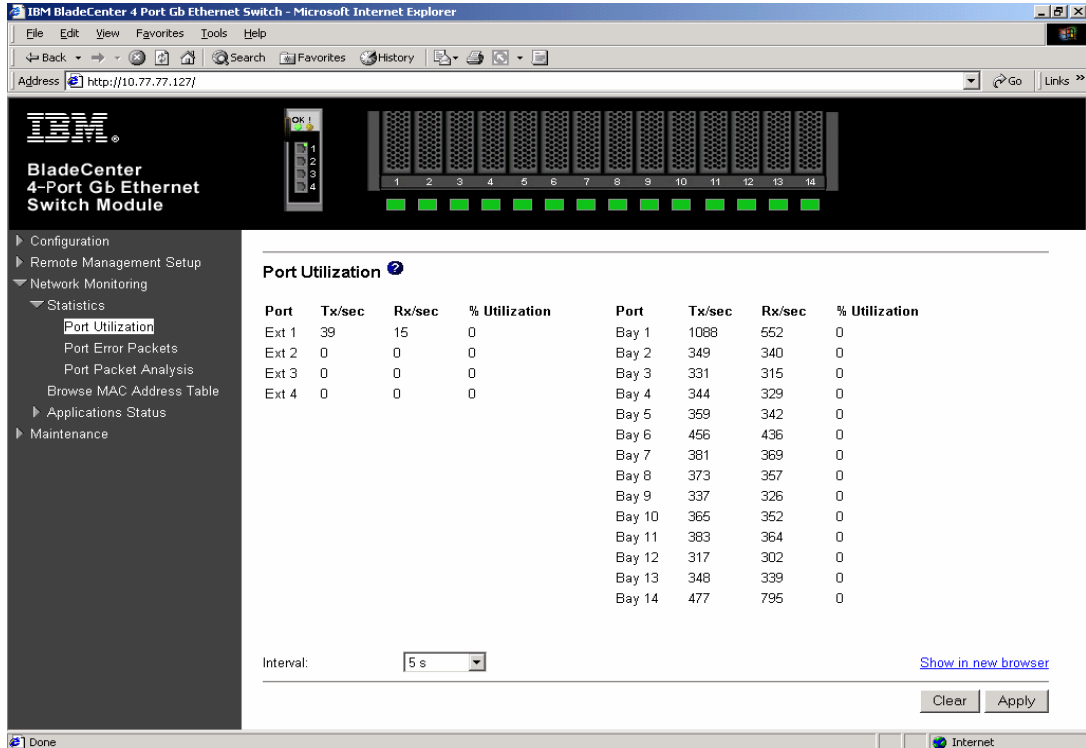 IBM BladeCenter 4 Port Gb Ethernet Switch - Microsoft Internet Explorer
File Edit View Favorites Tools Help
Back Search Favorites History
Address http://10.77.77.127/ Go Links »
IBM®
BladeCenter
4-Port Gb Ethernet
Switch Module
OK !
1
2
3
4
1 2 3 4 5 6 7 8 9 10 11 12 13 14
Configuration
Remote Management Setup
Network Monitoring
Statistics
Port Utilization
Port Error Packets
Port Packet Analysis
Browse MAC Address Table
Applications Status
Maintenance
Port Utilization ?
Port Tx/sec Rx/sec % Utilization Port Tx/sec Rx/sec % Utilization
Ext 1 39 15 0 Bay 1 1088 552 0
Ext 2 0 0 0 Bay 2 349 340 0
Ext 3 0 0 0 Bay 3 331 315 0
Ext 4 0 0 0 Bay 4 344 329 0
Bay 5 359 342 0
Bay 6 456 436 0
Bay 7 381 369 0
Bay 8 373 357 0
Bay 9 337 326 0
Bay 10 365 352 0
Bay 11 383 364 0
Bay 12 317 302 0
Bay 13 348 339 0
Bay 14 477 795 0
Interval: 5 s Show in new browser
Clear Apply
Done Internet